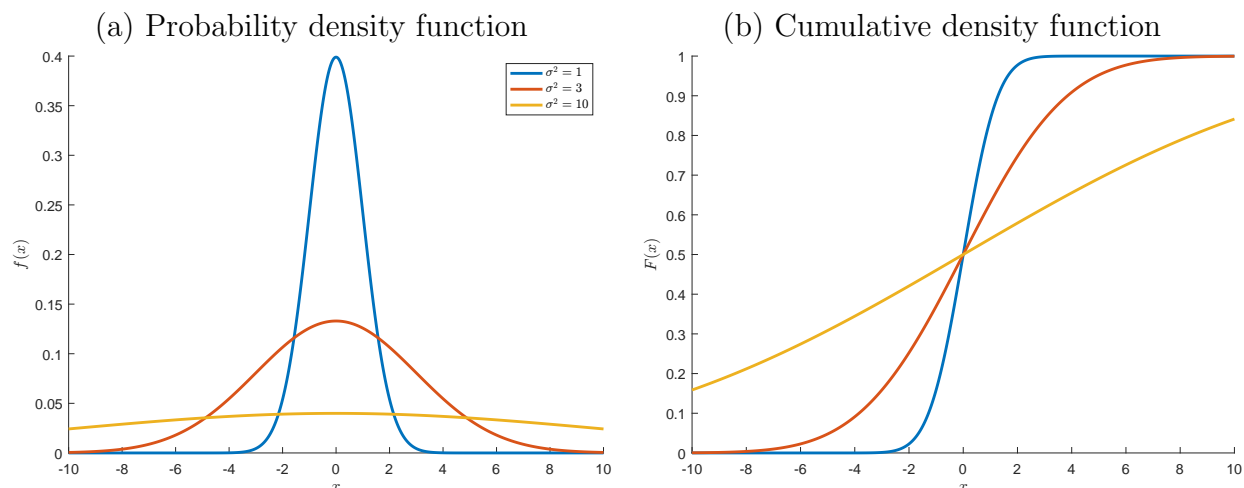 (a) Probability density function
0.4
0.35
0.3
0.25
0.2
0.15
0.1
0.05
0
f(x)
σ² = 1
σ² = 3
σ² = 10
-10 -8 -6 -4 -2 0 2 4 6 8 10
x
(b) Cumulative density function
1
0.9
0.8
0.7
0.6
0.5
0.4
0.3
0.2
0.1
0
F(x)
-10 -8 -6 -4 -2 0 2 4 6 8 10
x